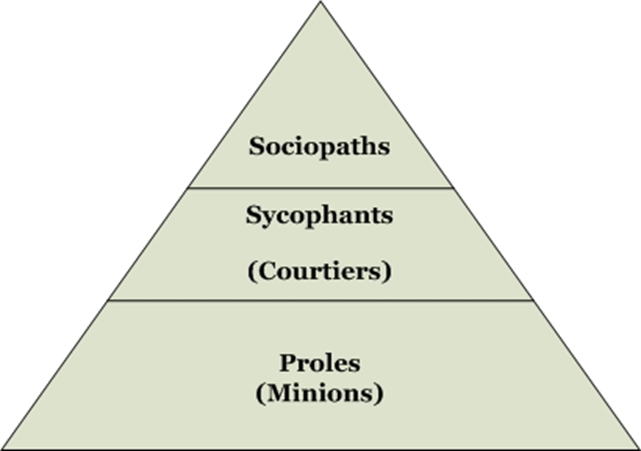 Sociopaths
Sycophants
(Courtiers)
Proles
(Minions)